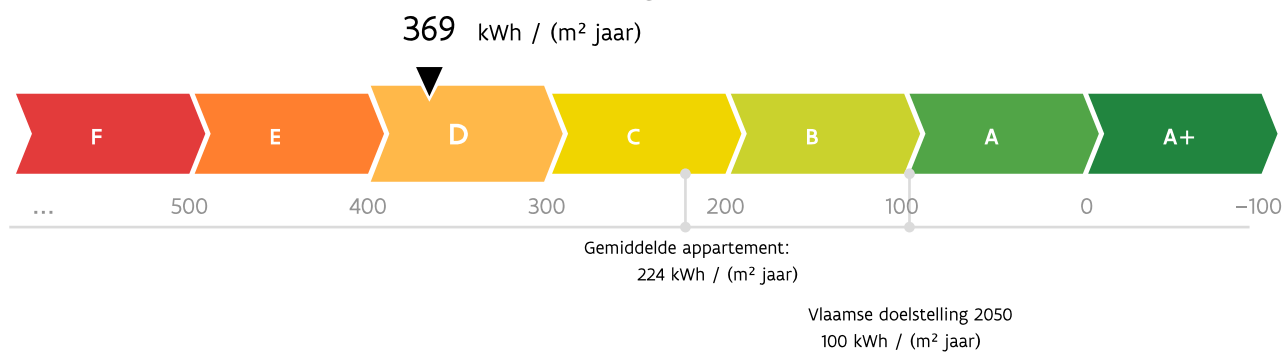 369 kWh / (m² jaar)
F E D C B A A+
... 500 400 300 200 100 0 –100
Gemiddelde appartement:
224 kWh / (m² jaar)
Vlaamse doelstelling 2050
100 kWh / (m² jaar)